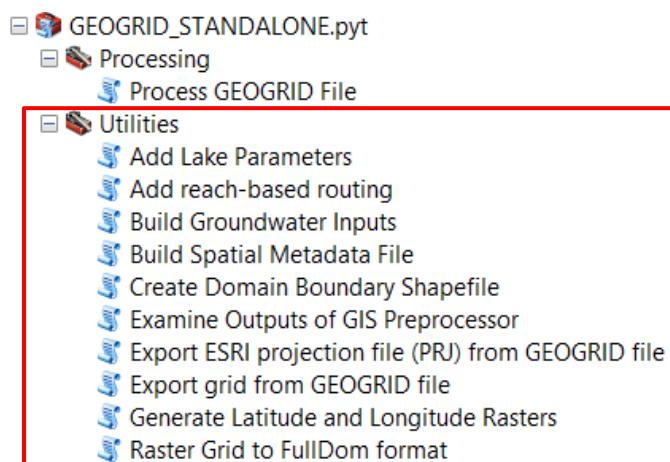 GEOGRID_STANDALONE.pyt
Processing
Process GEOGRID File
Utilities
Add Lake Parameters
Add reach-based routing
Build Groundwater Inputs
Build Spatial Metadata File
Create Domain Boundary Shapefile
Examine Outputs of GIS Preprocessor
Export ESRI projection file (PRJ) from GEOGRID file
Export grid from GEOGRID file
Generate Latitude and Longitude Rasters
Raster Grid to FullDom format